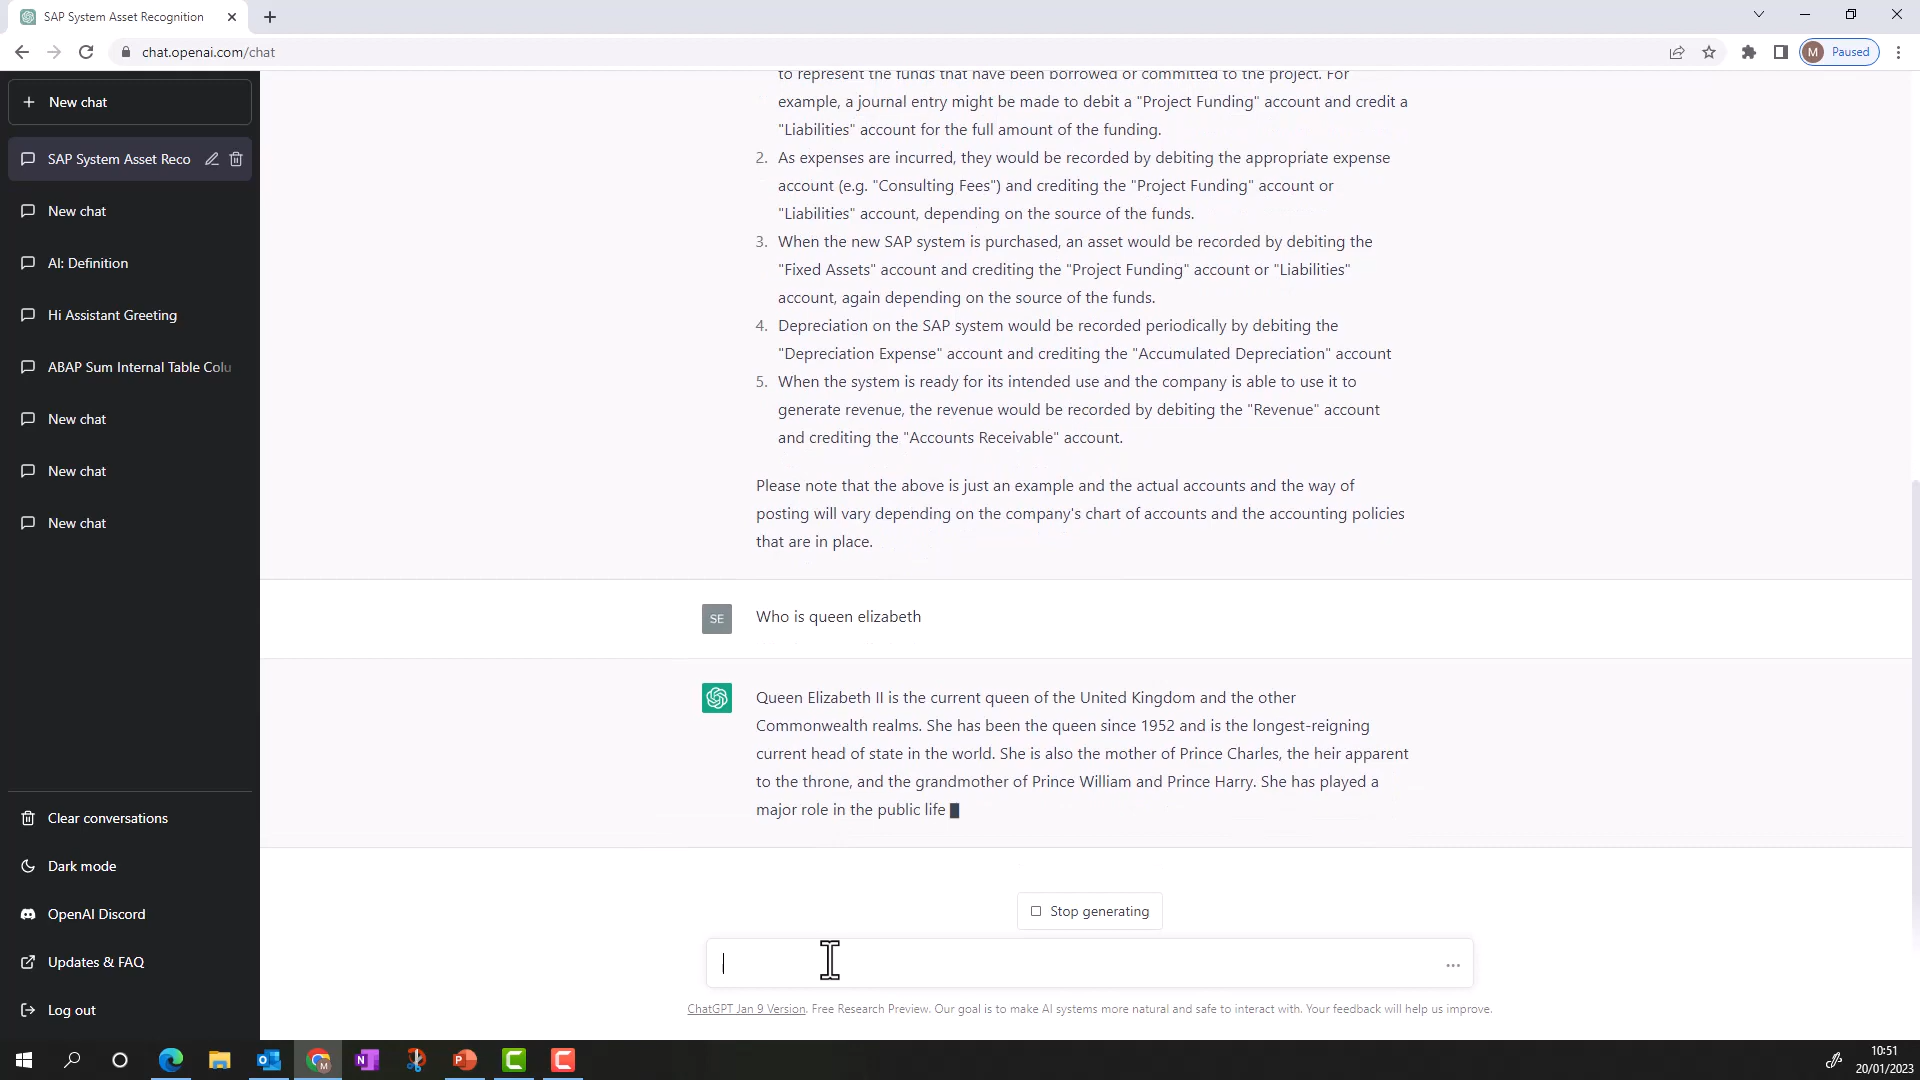 SAP System Asset Recognition
chat.openai.com/chat
M Paused
New chat
SAP System Asset Reco
New chat
AI: Definition
Hi Assistant Greeting
ABAP Sum Internal Table Colu
New chat
New chat
New chat
Clear conversations
Dark mode
OpenAI Discord
Updates & FAQ
Log out
to represent the funds that have been borrowed or committed to the project. For
example, a journal entry might be made to debit a "Project Funding" account and credit a
"Liabilities" account for the full amount of the funding.
2. As expenses are incurred, they would be recorded by debiting the appropriate expense
account (e.g. "Consulting Fees") and crediting the "Project Funding" account or
"Liabilities" account, depending on the source of the funds.
3. When the new SAP system is purchased, an asset would be recorded by debiting the
"Fixed Assets" account and crediting the "Project Funding" account or "Liabilities"
account, again depending on the source of the funds.
4. Depreciation on the SAP system would be recorded periodically by debiting the
"Depreciation Expense" account and crediting the "Accumulated Depreciation" account
5. When the system is ready for its intended use and the company is able to use it to
generate revenue, the revenue would be recorded by debiting the "Revenue" account
and crediting the "Accounts Receivable" account.
Please note that the above is just an example and the actual accounts and the way of
posting will vary depending on the company's chart of accounts and the accounting policies
that are in place.
SE Who is queen elizabeth
Queen Elizabeth II is the current queen of the United Kingdom and the other
Commonwealth realms. She has been the queen since 1952 and is the longest-reigning
current head of state in the world. She is also the mother of Prince Charles, the heir apparent
to the throne, and the grandmother of Prince William and Prince Harry. She has played a
major role in the public life
Stop generating
ChatGPT Jan 9 Version. Free Research Preview. Our goal is to make AI systems more natural and safe to interact with. Your feedback will help us improve.
10:51
20/01/2023